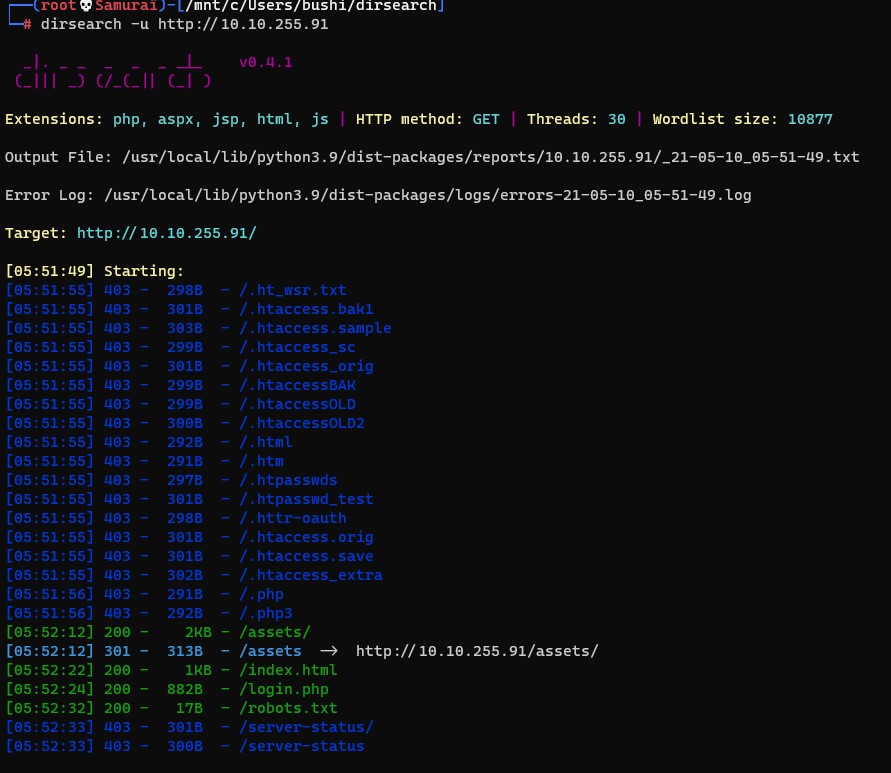 ┌──(root💀Samurai)-[/mnt/c/Users/bushi/dirsearch]
└─# dirsearch -u http://10.10.255.91
_|. _ _  _  _  _ _|_    v0.4.1
(_||| _) (/_(_|| (_| )
Extensions: php, aspx, jsp, html, js | HTTP method: GET | Threads: 30 | Wordlist size: 10877
Output File: /usr/local/lib/python3.9/dist-packages/reports/10.10.255.91/_21-05-10_05-51-49.txt
Error Log: /usr/local/lib/python3.9/dist-packages/logs/errors-21-05-10_05-51-49.log
Target: http://10.10.255.91/
[05:51:49] Starting:
[05:51:55] 403 -  298B  - /.ht_wsr.txt
[05:51:55] 403 -  301B  - /.htaccess.bak1
[05:51:55] 403 -  303B  - /.htaccess.sample
[05:51:55] 403 -  299B  - /.htaccess_sc
[05:51:55] 403 -  301B  - /.htaccess_orig
[05:51:55] 403 -  299B  - /.htaccessBAK
[05:51:55] 403 -  299B  - /.htaccessOLD
[05:51:55] 403 -  300B  - /.htaccessOLD2
[05:51:55] 403 -  292B  - /.html
[05:51:55] 403 -  291B  - /.htm
[05:51:55] 403 -  297B  - /.htpasswds
[05:51:55] 403 -  301B  - /.htpasswd_test
[05:51:55] 403 -  298B  - /.httr-oauth
[05:51:55] 403 -  301B  - /.htaccess.orig
[05:51:55] 403 -  301B  - /.htaccess.save
[05:51:55] 403 -  302B  - /.htaccess_extra
[05:51:56] 403 -  291B  - /.php
[05:51:56] 403 -  292B  - /.php3
[05:52:12] 200 -    2KB - /assets/
[05:52:12] 301 -  313B  - /assets  ->  http://10.10.255.91/assets/
[05:52:22] 200 -    1KB - /index.html
[05:52:24] 200 -  882B  - /login.php
[05:52:32] 200 -   17B  - /robots.txt
[05:52:33] 403 -  301B  - /server-status/
[05:52:33] 403 -  300B  - /server-status